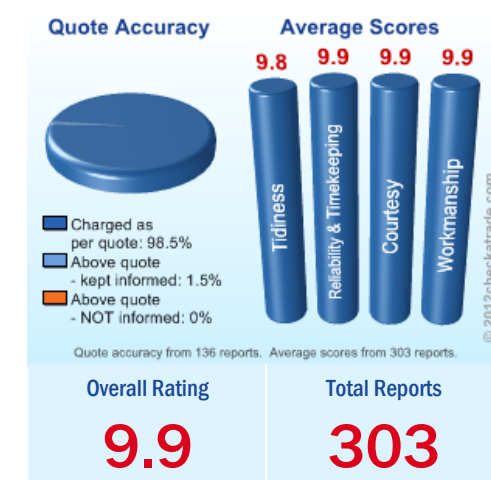 Quote Accuracy
Average Scores
9.8
9.9
9.9
9.9
Tidiness
Reliability & Timekeeping
Courtesy
Workmanship
Charged as
per quote: 98.5%
Above quote
- kept informed: 1.5%
Above quote
- NOT informed: 0%
© 2012checkatrade.com
Quote accuracy from 136 reports. Average scores from 303 reports.
Overall Rating
Total Reports
9.9
303